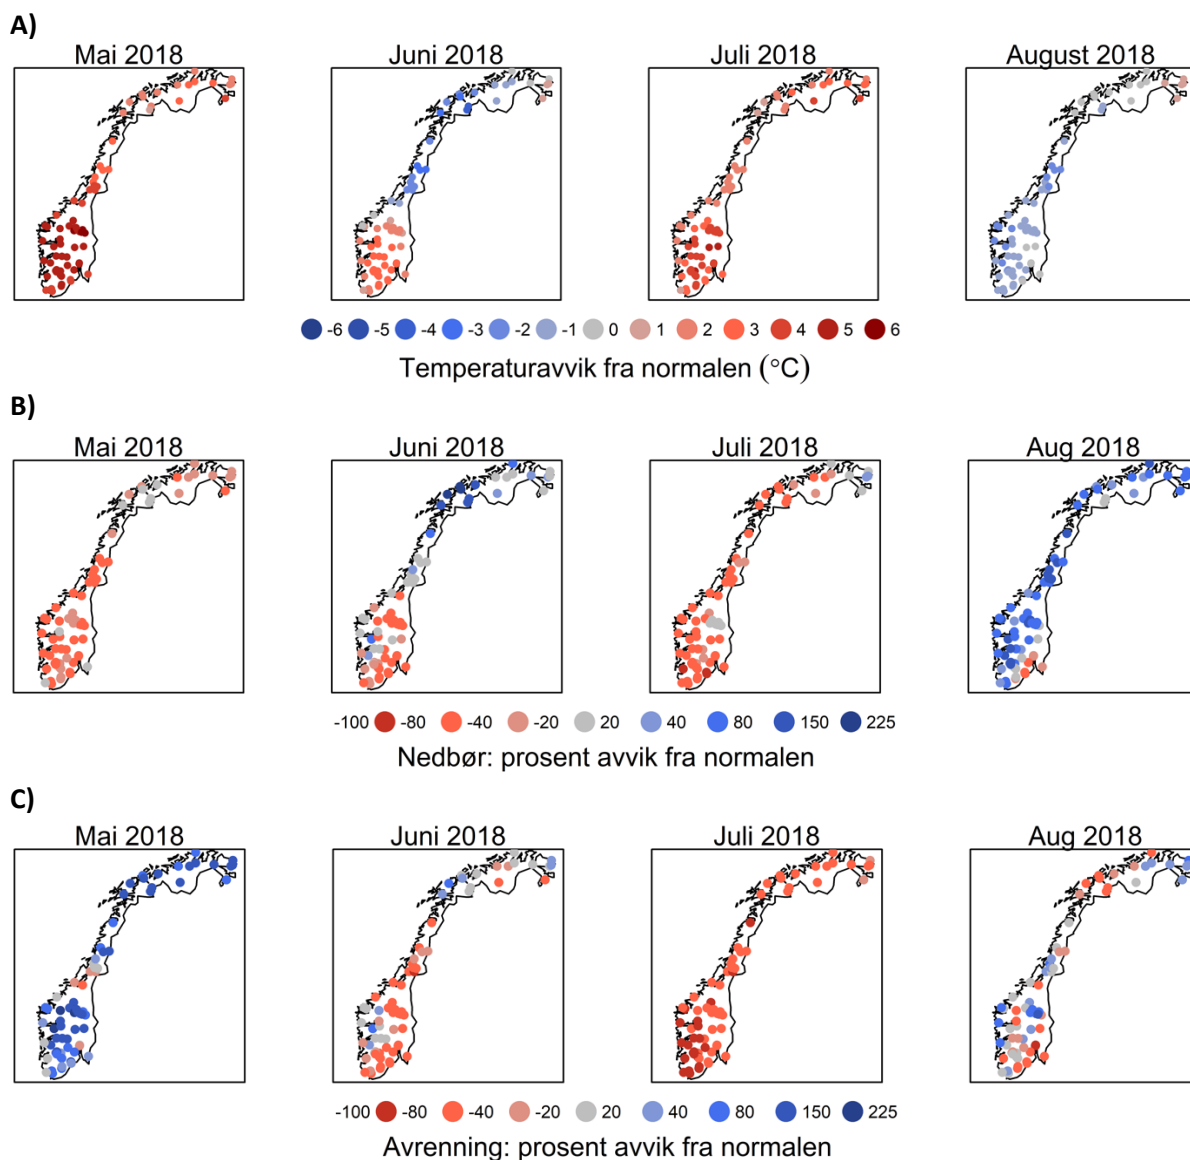 A)
Mai 2018 Juni 2018 Juli 2018 August 2018
-6 -5 -4 -3 -2 -1 0 1 2 3 4 5 6
Temperaturavvik fra normalen (°C)
B)
Mai 2018 Juni 2018 Juli 2018 Aug 2018
-100 -80 -40 -20 20 40 80 150 225
Nedbør: prosent avvik fra normalen
C)
Mai 2018 Juni 2018 Juli 2018 Aug 2018
-100 -80 -40 -20 20 40 80 150 225
Avrenning: prosent avvik fra normalen